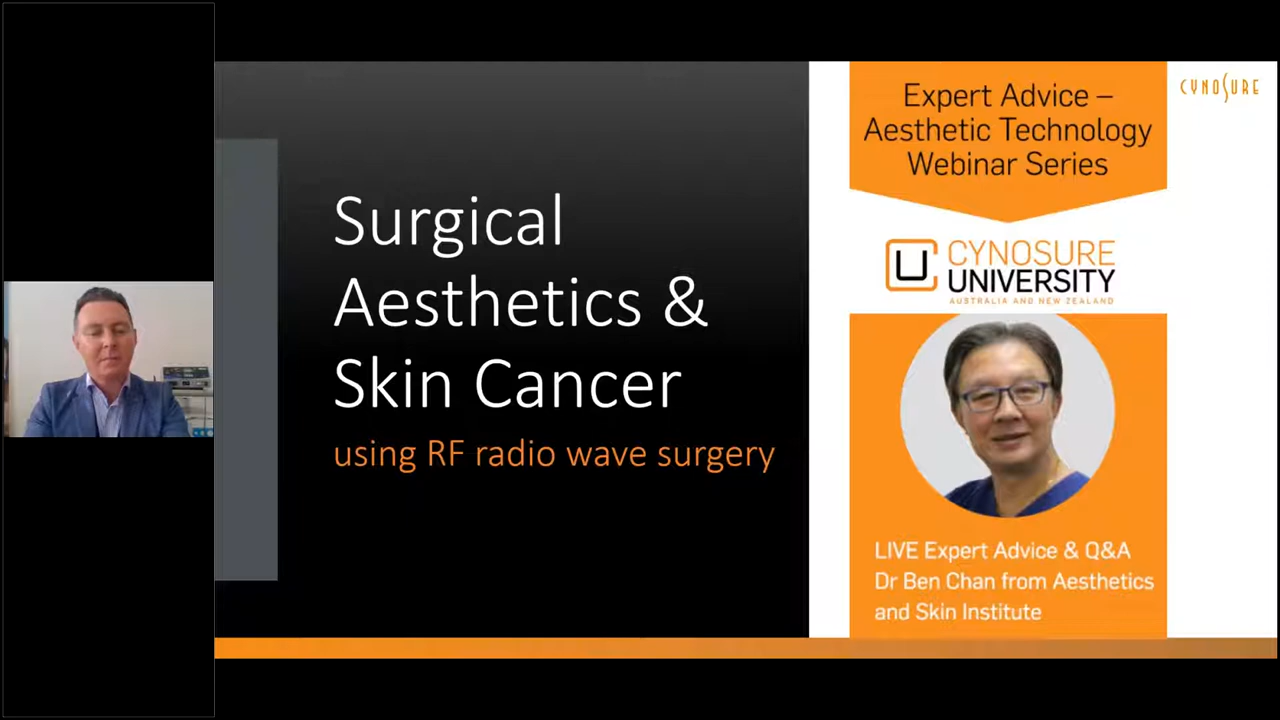 Surgical
Aesthetics &
Skin Cancer
using RF radio wave surgery
Expert Advice –
Aesthetic Technology
Webinar Series
CYNOSURE
U CYNOSURE
UNIVERSITY
AUSTRALIA AND NEW ZEALAND
LIVE Expert Advice & Q&A
Dr Ben Chan from Aesthetics
and Skin Institute